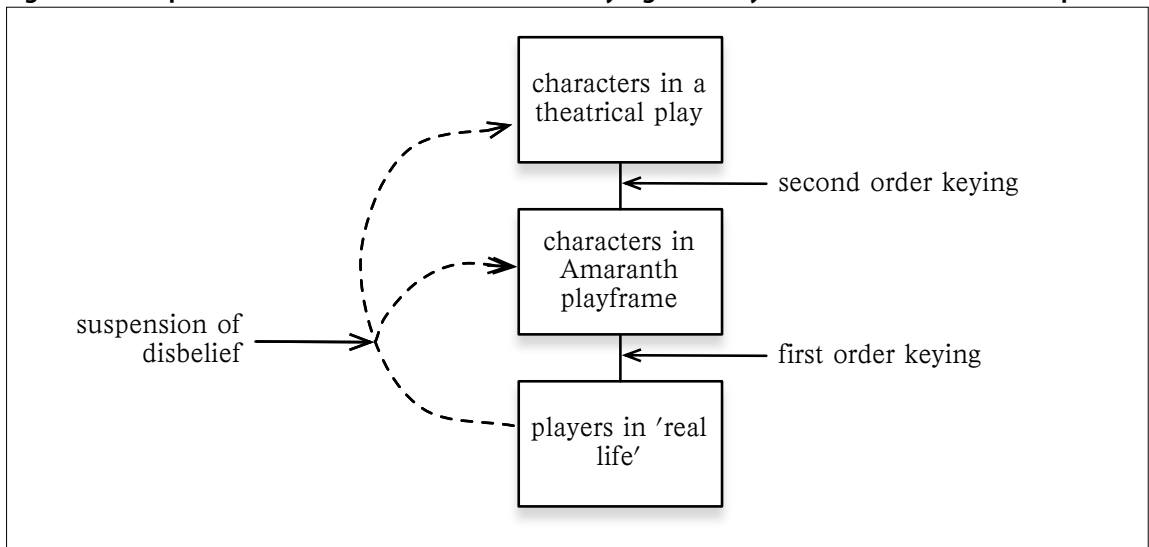 characters in a
theatrical play
second order keying
characters in
Amaranth
playframe
suspension of
disbelief
first order keying
players in 'real
life'